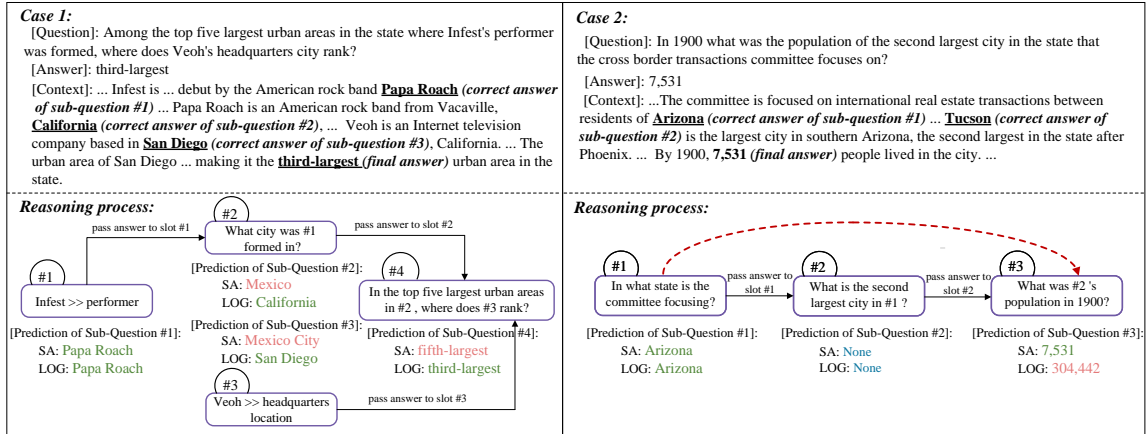 Case 1:
[Question]: Among the top five largest urban areas in the state where Infest's performer
was formed, where does Veoh's headquarters city rank?
[Answer]: third-largest
[Context]: ... Infest is ... debut by the American rock band Papa Roach (correct answer
of sub-question #1) ... Papa Roach is an American rock band from Vacaville,
California (correct answer of sub-question #2), ... Veoh is an Internet television
company based in San Diego (correct answer of sub-question #3), California. ... The
urban area of San Diego ... making it the third-largest (final answer) urban area in the
state.
Reasoning process:
#2
What city was #1
formed in?
pass answer to slot #1
pass answer to slot #2
#1
Infest >> performer
[Prediction of Sub-Question #2]:
SA: Mexico
LOG: California
#4
In the top five largest urban areas
in #2 , where does #3 rank?
[Prediction of Sub-Question #1]:
SA: Papa Roach
LOG: Papa Roach
[Prediction of Sub-Question #3]:
SA: Mexico City
LOG: San Diego
[Prediction of Sub-Question #4]:
SA: fifth-largest
LOG: third-largest
#3
Veoh >> headquarters
location
pass answer to slot #3
Case 2:
[Question]: In 1900 what was the population of the second largest city in the state that
the cross border transactions committee focuses on?
[Answer]: 7,531
[Context]: ...The committee is focused on international real estate transactions between
residents of Arizona (correct answer of sub-question #1) ... Tucson (correct answer of
sub-question #2) is the largest city in southern Arizona, the second largest in the state after
Phoenix. ... By 1900, 7,531 (final answer) people lived in the city. ...
Reasoning process:
#1
In what state is the
committee focusing?
pass answer to
slot #1
#2
What is the second
largest city in #1 ?
pass answer to
slot #2
#3
What was #2 's
population in 1900?
[Prediction of Sub-Question #1]:
SA: Arizona
LOG: Arizona
[Prediction of Sub-Question #2]:
SA: None
LOG: None
[Prediction of Sub-Question #3]:
SA: 7,531
LOG: 304,442